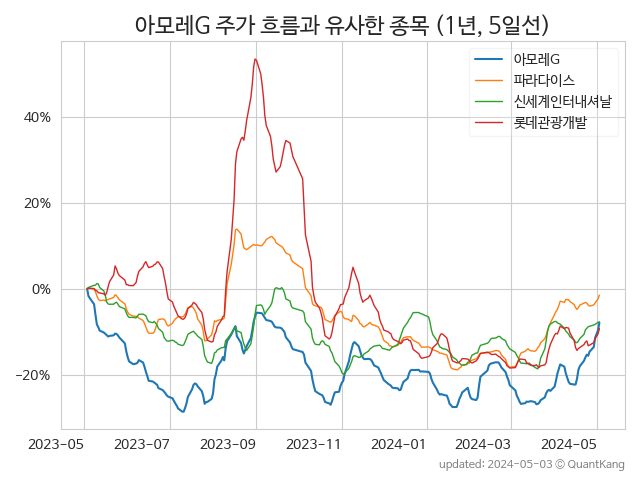 아모레G 주가 흐름과 유사한 종목 (1년, 5일선)
아모레G
파라다이스
신세계인터내셔날
롯데관광개발
40%
20%
0%
−20%
2023-05 2023-07 2023-09 2023-11 2024-01 2024-03 2024-05
updated: 2024-05-03 © QuantKang